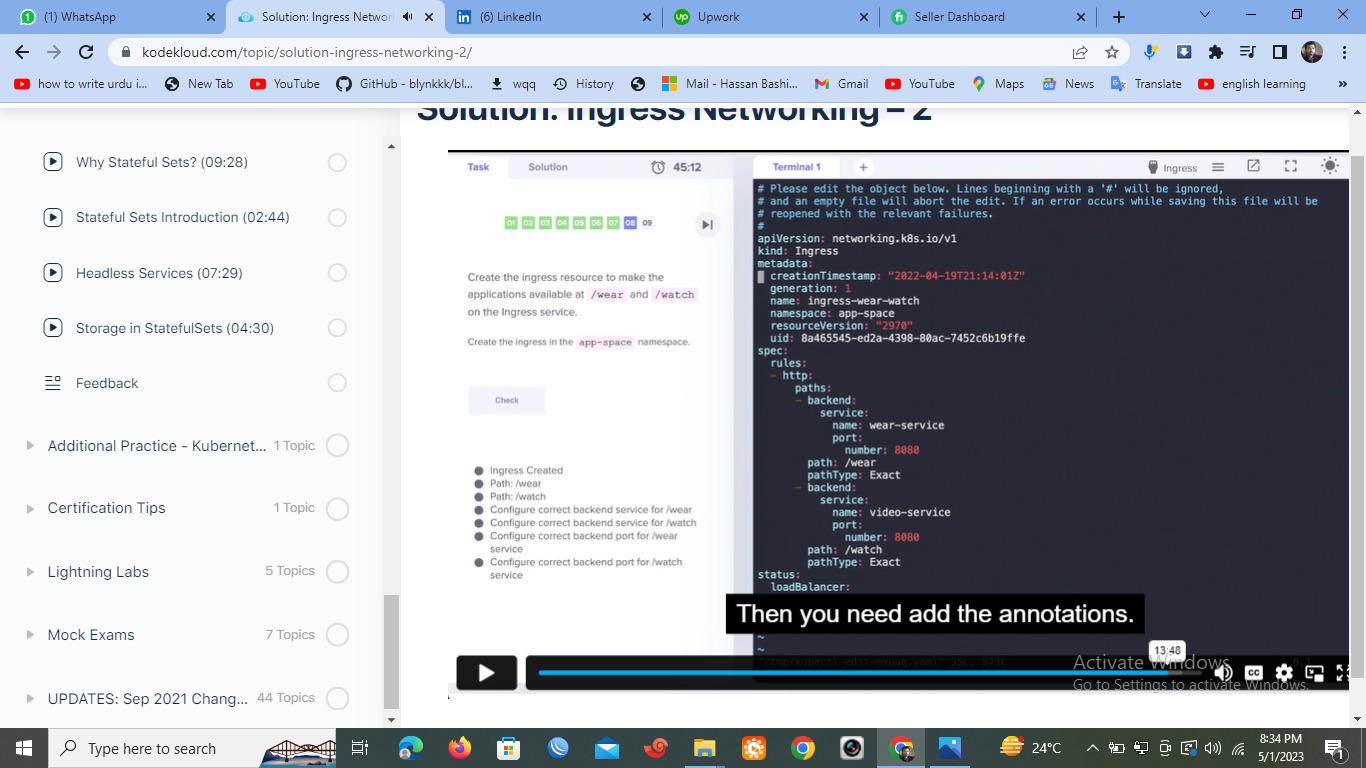 (1) WhatsApp
Solution: Ingress Networ
(6) LinkedIn
Upwork
Seller Dashboard
kodekloud.com/topic/solution-ingress-networking-2/
how to write urdu i...
New Tab
YouTube
GitHub - blynkkk/bl...
wqq
History
Mail - Hassan Bashi...
Gmail
YouTube
Maps
News
Translate
english learning
»
Solution: Ingress Networking – 2
Why Stateful Sets? (09:28)
Stateful Sets Introduction (02:44)
Headless Services (07:29)
Storage in StatefulSets (04:30)
Feedback
Additional Practice - Kubernet... 1 Topic
Certification Tips 1 Topic
Lightning Labs 5 Topics
Mock Exams 7 Topics
UPDATES: Sep 2021 Chang... 44 Topics
Task Solution 45:12
01 02 03 04 05 06 07 08 09
Create the ingress resource to make the
applications available at /wear and /watch
on the Ingress service.
Create the ingress in the app-space namespace.
Check
Ingress Created
Path: /wear
Path: /watch
Configure correct backend service for /wear
Configure correct backend service for /watch
Configure correct backend port for /wear
service
Configure correct backend port for /watch
service
Terminal 1 + Ingress
# Please edit the object below. Lines beginning with a '#' will be ignored,
# and an empty file will abort the edit. If an error occurs while saving this file will be
# reopened with the relevant failures.
#
apiVersion: networking.k8s.io/v1
kind: Ingress
metadata:
creationTimestamp: "2022-04-19T21:14:01Z"
generation: 1
name: ingress-wear-watch
namespace: app-space
resourceVersion: "2970"
uid: 8a465545-ed2a-4398-80ac-7452c6b19ffe
spec:
rules:
- http:
paths:
- backend:
service:
name: wear-service
port:
number: 8080
path: /wear
pathType: Exact
- backend:
service:
name: video-service
port:
number: 8080
path: /watch
pathType: Exact
status:
loadBalancer:
Then you need add the annotations.
~
~
"/tmp/kubectl-edit-mxquq.yaml" 35L, 843C
13:48
CC
Activate Windows
Go to Settings to activate Windows.
Type here to search
24°C
8:34 PM
5/1/2023
1